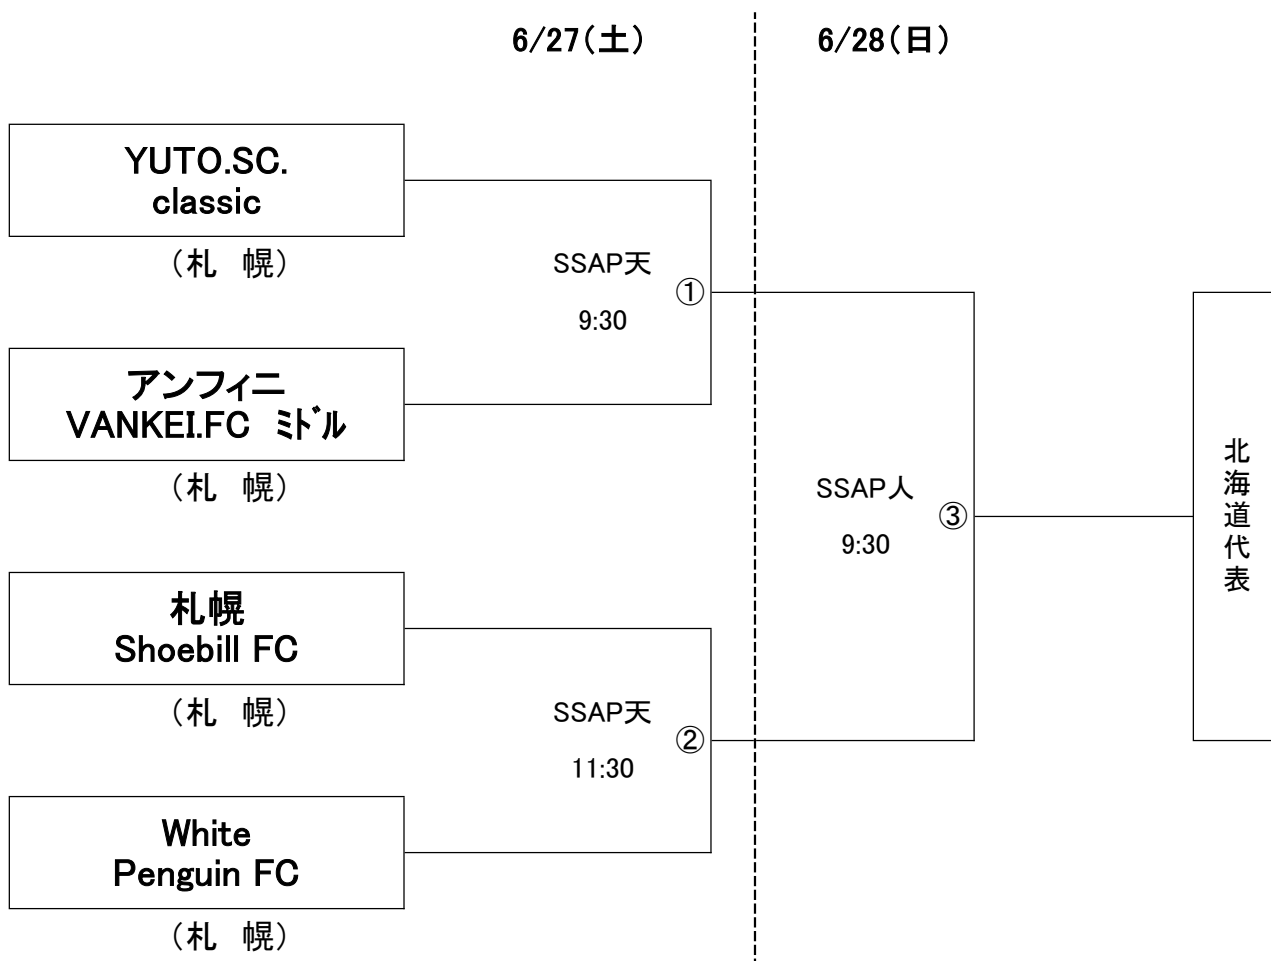 6/27(土)
6/28(日)
YUTO.SC.
classic
(札　幌)
SSAP天
①
9:30
アンフィニ
VANKEI.FC　ﾐﾄﾞﾙ
(札　幌)
SSAP人
③
9:30
北海道代表
札幌
Shoebill FC
(札　幌)
SSAP天
②
11:30
White
Penguin FC
(札　幌)